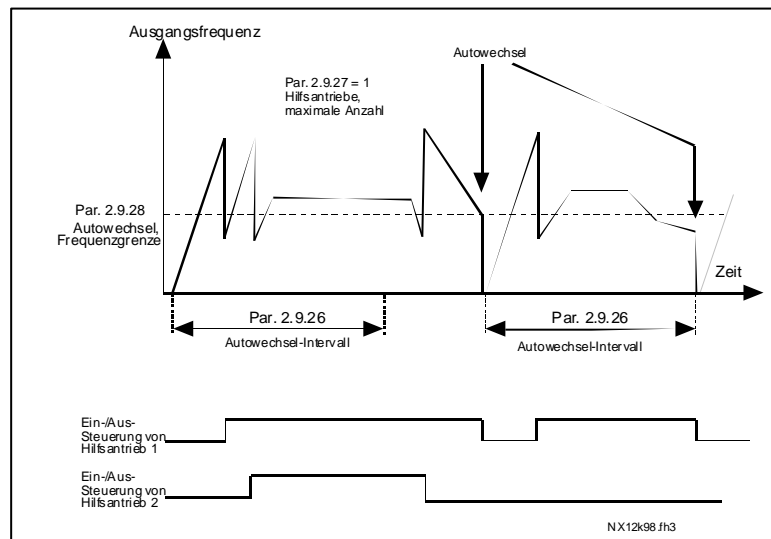 Ausgangsfrequenz
Autowechsel
Par. 2.9.27 = 1
Hilfsantriebe,
maximale Anzahl
Par. 2.9.28
Autowechsel,
Frequenzgrenze
Zeit
Par. 2.9.26
Autowechsel-Intervall
Par. 2.9.26
Autowechsel-Intervall
Ein-/Aus-
Steuerung von
Hilfsantrieb 1
Ein-/Aus-
Steuerung von
Hilfsantrieb 2
NX12k98.fh3